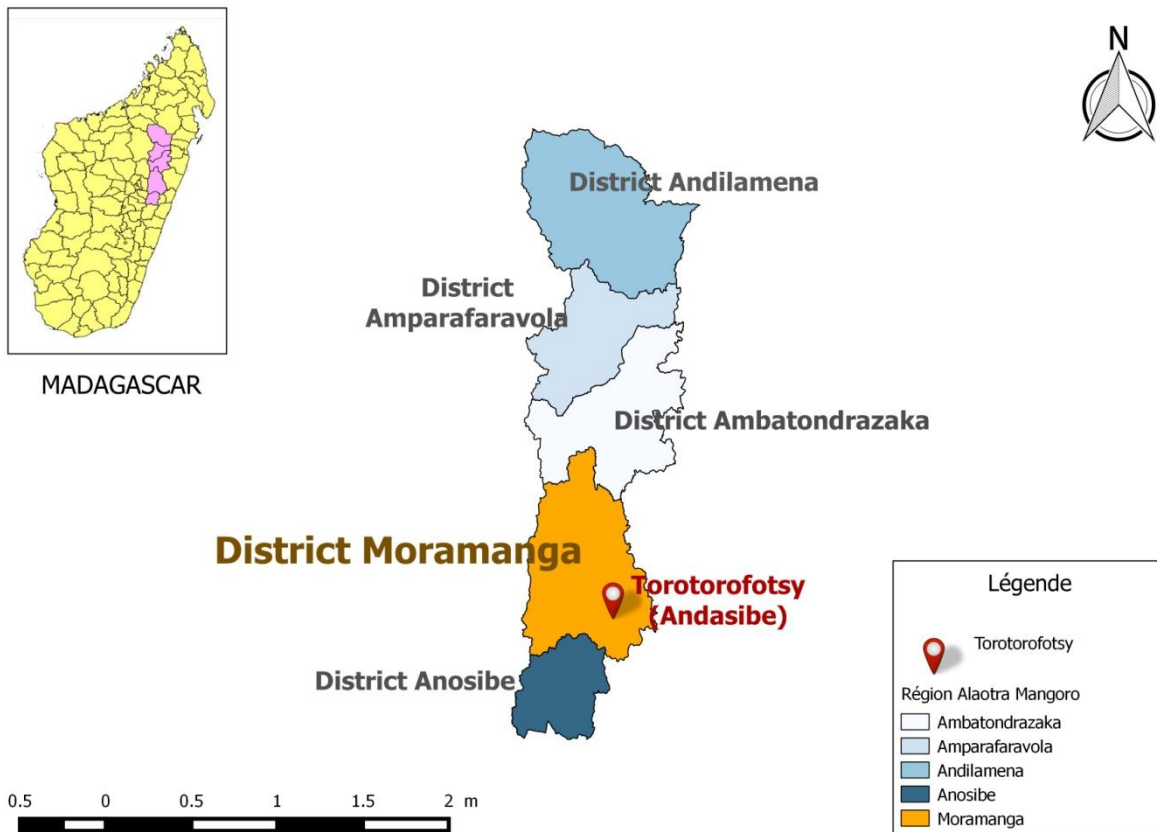 MADAGASCAR
N
District Andilamena
District
Amparafaravola
District Ambatondrazaka
District Moramanga
Torotorofotsy
(Andasibe)
District Anosibe
0.5 0 0.5 1 1.5 2 m
Légende
Torotorofotsy
Région Alaotra Mangoro
Ambatondrazaka
Amparafaravola
Andilamena
Anosibe
Moramanga